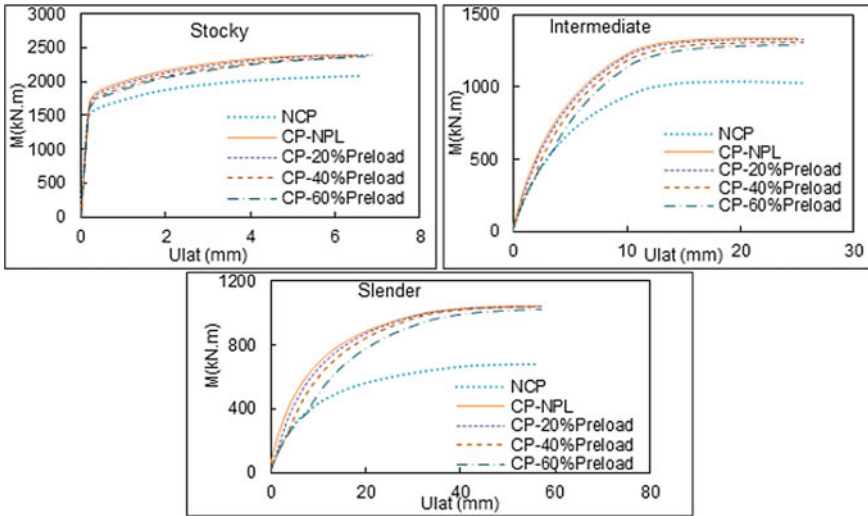 Stocky
3000
2500
2000
1500
1000
500
0
M(kN.m)
NCP
CP-NPL
CP-20%Preload
CP-40%Preload
CP-60%Preload
0 2 4 6 8
Ulat (mm)
Intermediate
1500
1000
500
0
M(kN.m)
NCP
CP-NPL
CP-20%Preload
CP-40%Preload
CP-60%Preload
0 10 20 30
Ulat (mm)
Slender
1200
800
400
0
M(kN.m)
NCP
CP-NPL
CP-20%Preload
CP-40%Preload
CP-60%Preload
0 20 40 60 80
Ulat (mm)